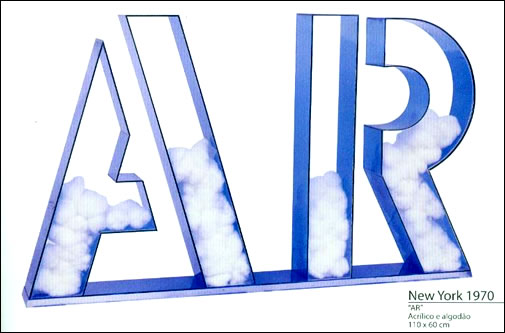 AR
New York 1970
"AR"
Acrílico e algodão
110 x 60 cm